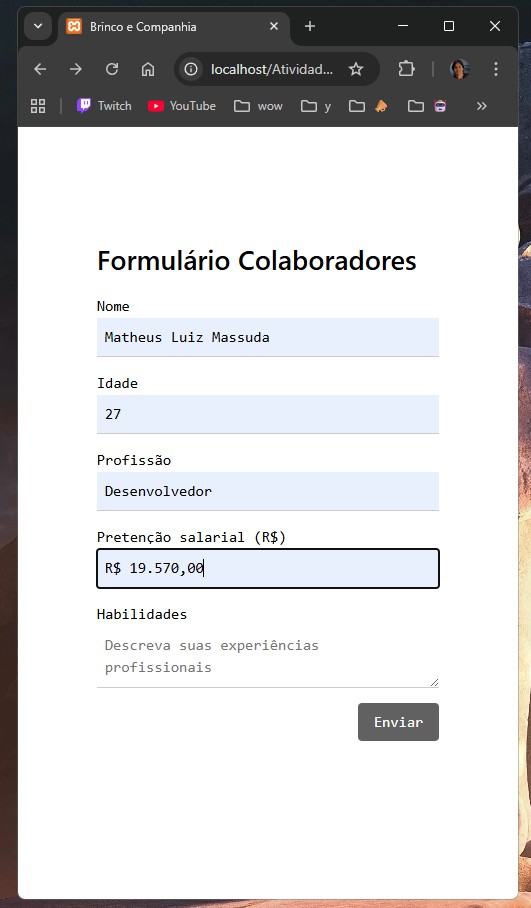 Brinco e Companhia
localhost/Atividad...
Twitch
YouTube
wow
y
Formulário Colaboradores
Nome
Matheus Luiz Massuda
Idade
27
Profissão
Desenvolvedor
Pretenção salarial (R$)
R$ 19.570,00
Habilidades
Descreva suas experiências
profissionais
Enviar